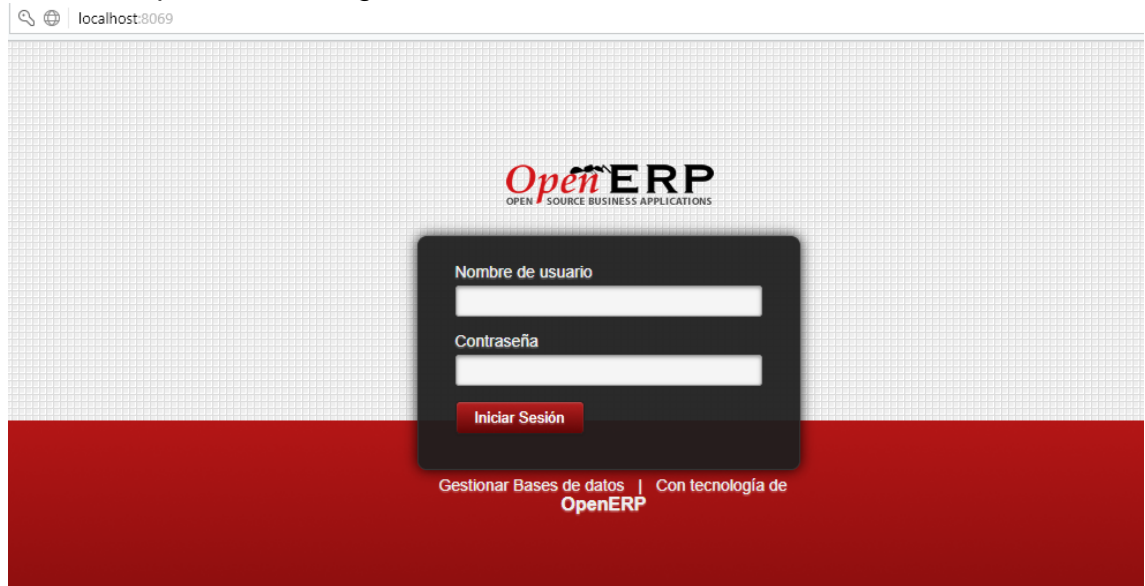 localhost:8069
OpenERP
OPEN SOURCE BUSINESS APPLICATIONS
Nombre de usuario
Contraseña
Iniciar Sesión
Gestionar Bases de datos | Con tecnología de
OpenERP